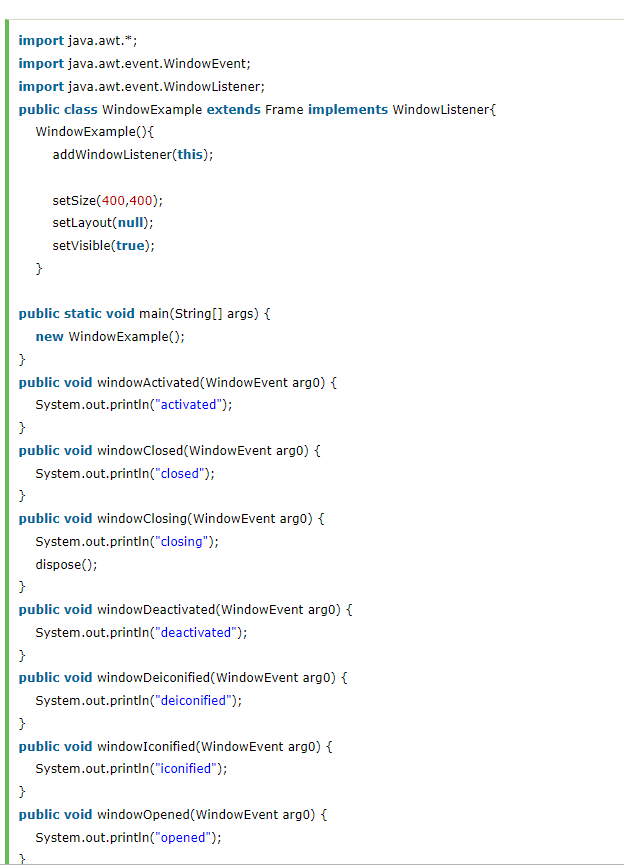 import java.awt.*;
import java.awt.event.WindowEvent;
import java.awt.event.WindowListener;
public class WindowExample extends Frame implements WindowListener{
WindowExample(){
addWindowListener(this);
setSize(400,400);
setLayout(null);
setVisible(true);
}
public static void main(String[] args) {
new WindowExample();
}
public void windowActivated(WindowEvent arg0) {
System.out.println("activated");
}
public void windowClosed(WindowEvent arg0) {
System.out.println("closed");
}
public void windowClosing(WindowEvent arg0) {
System.out.println("closing");
dispose();
}
public void windowDeactivated(WindowEvent arg0) {
System.out.println("deactivated");
}
public void windowDeiconified(WindowEvent arg0) {
System.out.println("deiconified");
}
public void windowIconified(WindowEvent arg0) {
System.out.println("iconified");
}
public void windowOpened(WindowEvent arg0) {
System.out.println("opened");
}